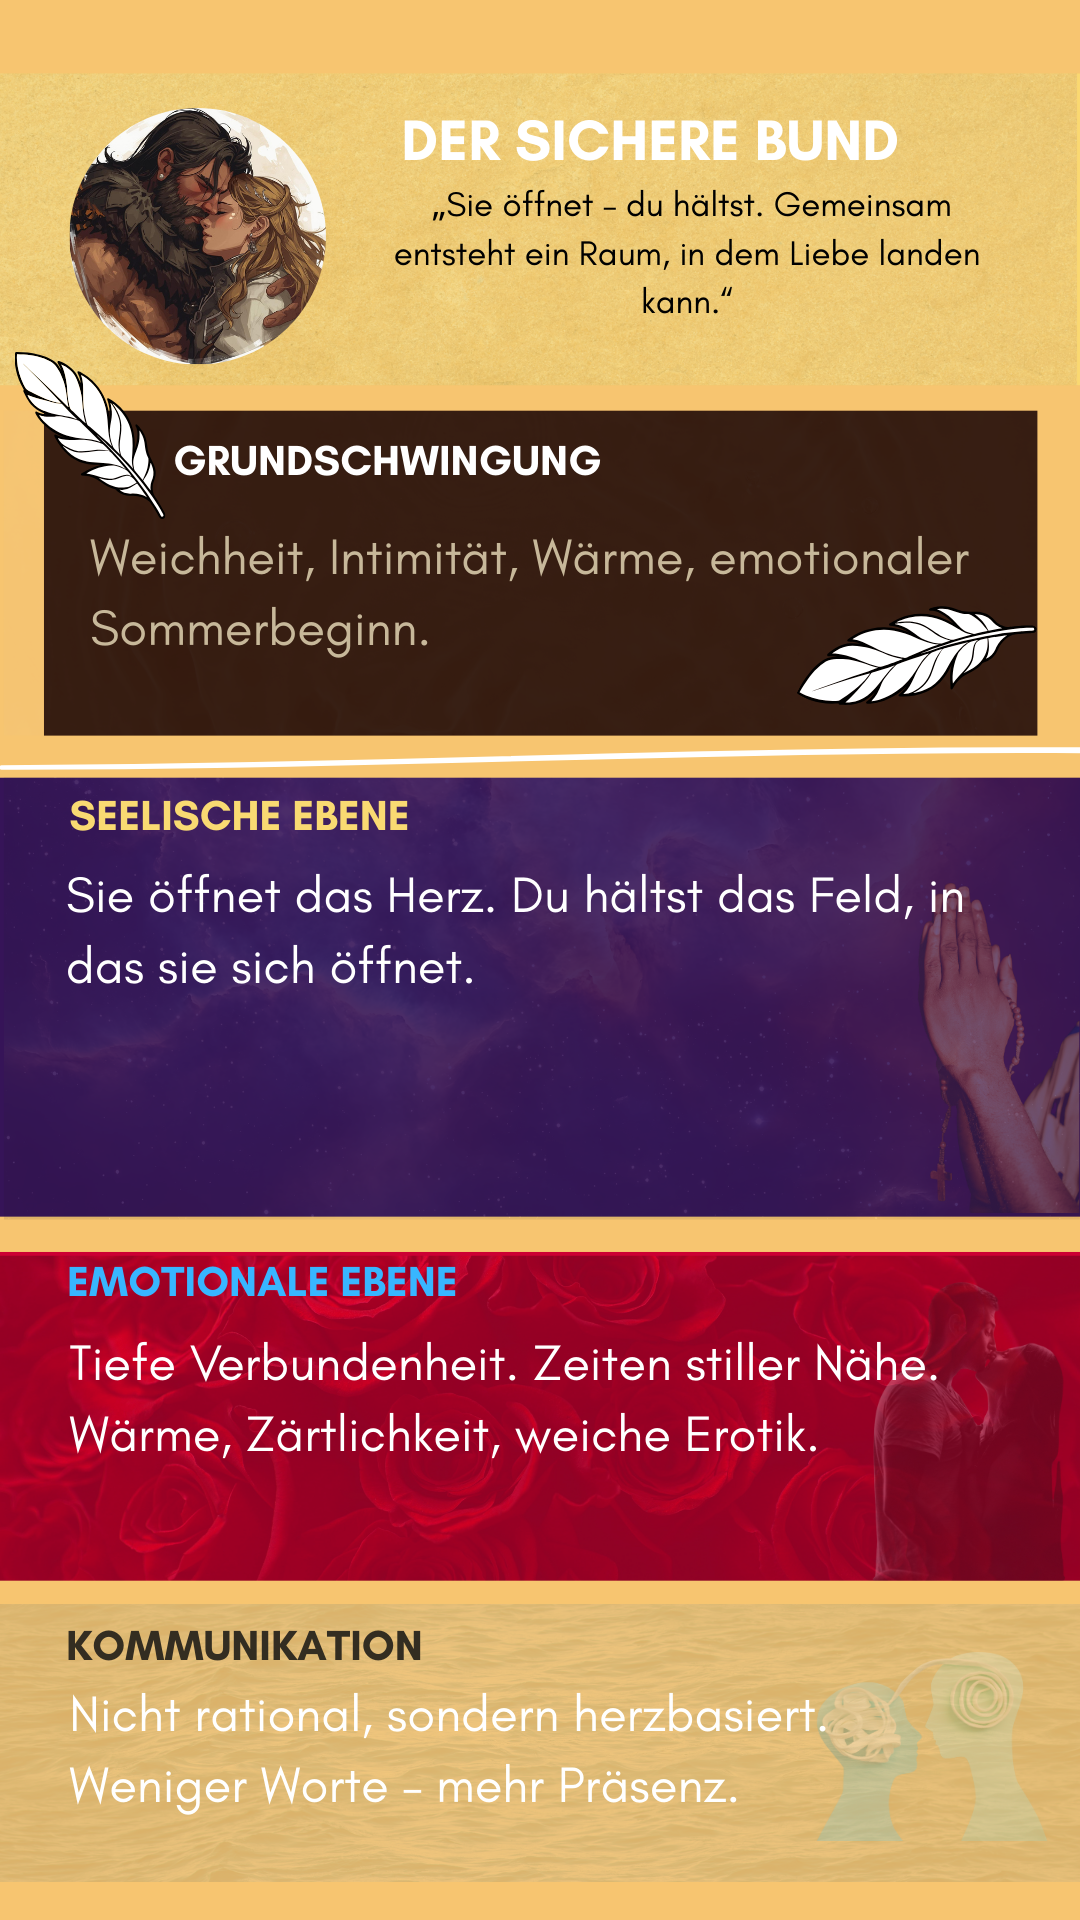 DER SICHERE BUND
„Sie öffnet – du hältst. Gemeinsam
entsteht ein Raum, in dem Liebe landen
kann.“
GRUNDSCHWINGUNG
Weichheit, Intimität, Wärme, emotionaler
Sommerbeginn.
SEELISCHE EBENE
Sie öffnet das Herz. Du hältst das Feld, in
das sie sich öffnet.
EMOTIONALE EBENE
Tiefe Verbundenheit. Zeiten stiller Nähe.
Wärme, Zärtlichkeit, weiche Erotik.
KOMMUNIKATION
Nicht rational, sondern herzbasiert.
Weniger Worte – mehr Präsenz.